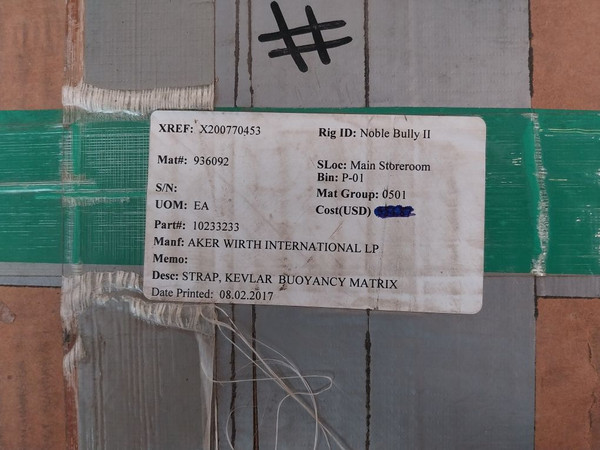 #
XREF: X200770453 Rig ID: Noble Bully II
Mat#: 936092 SLoc: Main Storeroom
Bin: P-01
S/N: Mat Group: 0501
UOM: EA Cost(USD)
Part#: 10233233
Manf: AKER WIRTH INTERNATIONAL LP
Memo:
Desc: STRAP, KEVLAR BUOYANCY MATRIX
Date Printed: 08.02.2017